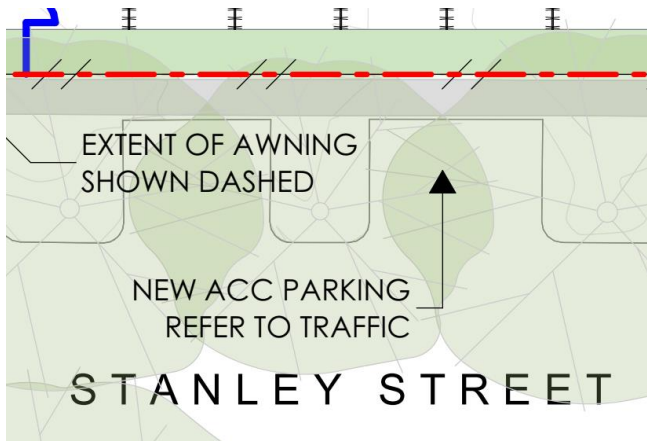 EXTENT OF AWNING
SHOWN DASHED
NEW ACC PARKING
REFER TO TRAFFIC
STANLEY STREET